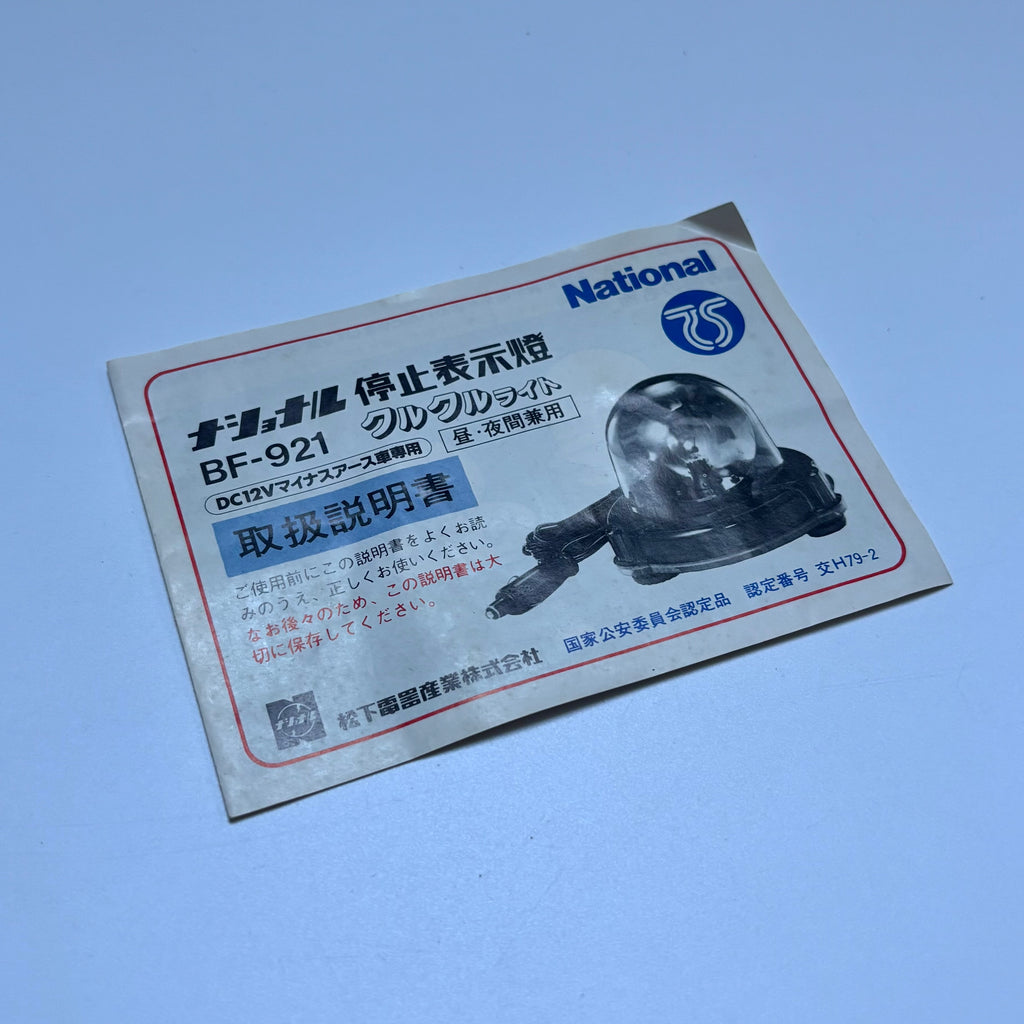 National
TS
ナショナル 停止表示燈
BF-921 クルクルライト
DC12Vマイナスアース車専用 昼・夜間兼用
取扱説明書
ご使用前にこの説明書をよくお読
みのうえ、正しくお使いください。
なお後々のため、この説明書は大
切に保存してください。
国家公安委員会認定品 認定番号 交H79-2
ナショナル 松下電器産業株式会社